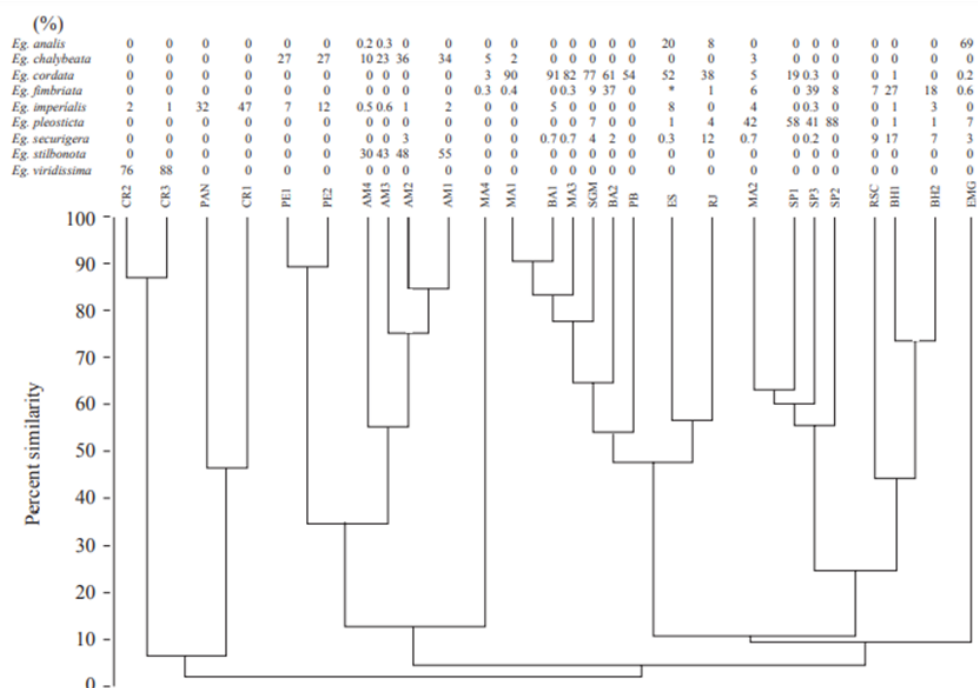 (%)
Eg. analis 0 0 0 0 0 0 0.2 0.3 0 0 0 0 0 0 0 0 0 20 8 0 0 0 0 0 0 0 69
Eg. chalybeata 0 0 0 0 27 27 10 23 36 34 5 2 0 0 0 0 0 0 0 3 0 0 0 0 0 0 0
Eg. cordata 0 0 0 0 0 0 0 0 0 0 3 90 91 82 77 61 54 52 38 5 19 0.3 0 0 1 0 0.2
Eg. fimbriata 0 0 0 0 0 0 0 0 0 0 0.3 0.4 0 0.3 9 37 0 * 1 6 0 39 8 7 27 18 0.6
Eg. imperialis 2 1 32 47 7 12 0.5 0.6 1 2 0 0 5 0 0 0 0 8 0 4 0 0.3 0 0 1 3 0
Eg. pleosticta 0 0 0 0 0 0 0 0 0 0 0 0 0 0 7 0 0 1 4 42 58 41 88 0 1 1 7
Eg. securigera 0 0 0 0 0 0 0 0 3 0 0 0 0.7 0.7 4 2 0 0.3 12 0.7 0 0.2 0 9 17 7 3
Eg. stilbonota 0 0 0 0 0 0 30 43 48 55 0 0 0 0 0 0 0 0 0 0 0 0 0 0 0 0 0
Eg. viridissima 76 88 0 0 0 0 0 0 0 0 0 0 0 0 0 0 0 0 0 0 0 0 0 0 0 0 0
CR2 CR3 PAN CR1 PE1 PE2 AM4 AM3 AM2 AM1 MA4 MA1 BA1 MA3 SGM BA2 PB ES RJ MA2 SP1 SP3 SP2 RSC BH1 BH2 EMG
100
90
80
70
60
50
40
30
20
10
0
Percent similarity